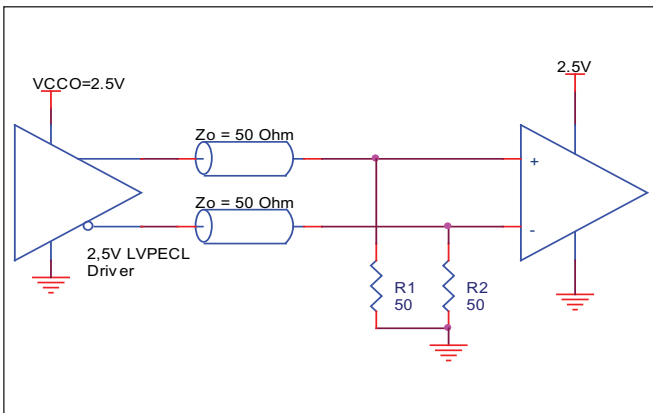 2.5V
VCCO=2.5V
Zo = 50 Ohm
+
Zo = 50 Ohm
-
2,5V LVPECL
Driver
R1
50
R2
50